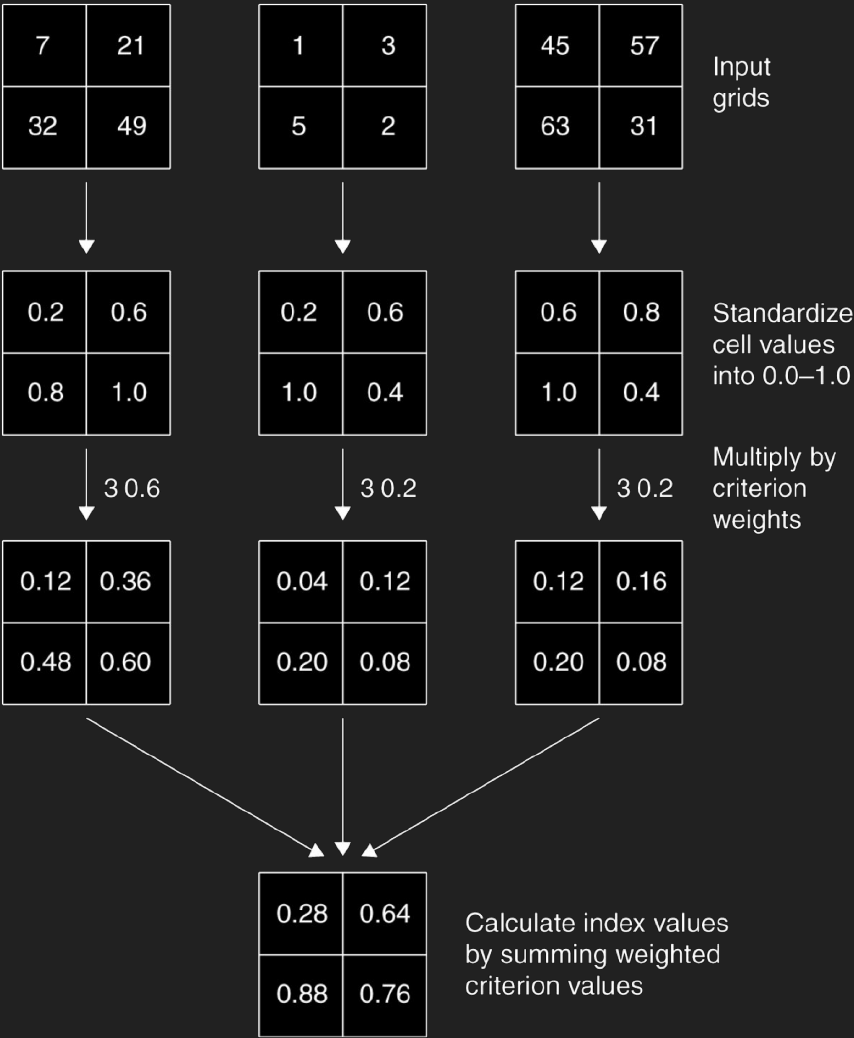 7 21 1 3 45 57
Input
grids
32 49 5 2 63 31
0.2 0.6 0.2 0.6 0.6 0.8
Standardize
cell values
into 0.0–1.0
0.8 1.0 1.0 0.4 1.0 0.4
3 0.6 3 0.2 3 0.2
Multiply by
criterion
weights
0.12 0.36 0.04 0.12 0.12 0.16
0.48 0.60 0.20 0.08 0.20 0.08
0.28 0.64
0.88 0.76
Calculate index values
by summing weighted
criterion values